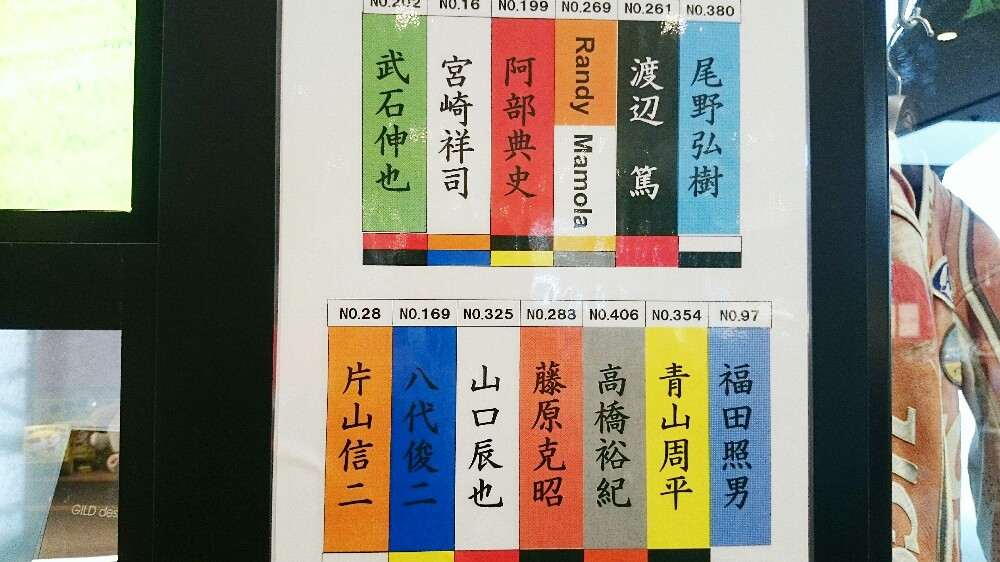 NO.202 NO.16 NO.199 NO.269 NO.261 NO.380
武石伸也
宮崎祥司
阿部典史
Randy Mamola
渡辺 篤
尾野弘樹
NO.28 NO.169 NO.325 NO.283 NO.406 NO.354 NO.97
片山信二
八代俊二
山口辰也
藤原克昭
高橋裕紀
青山周平
福田照男
GILD des